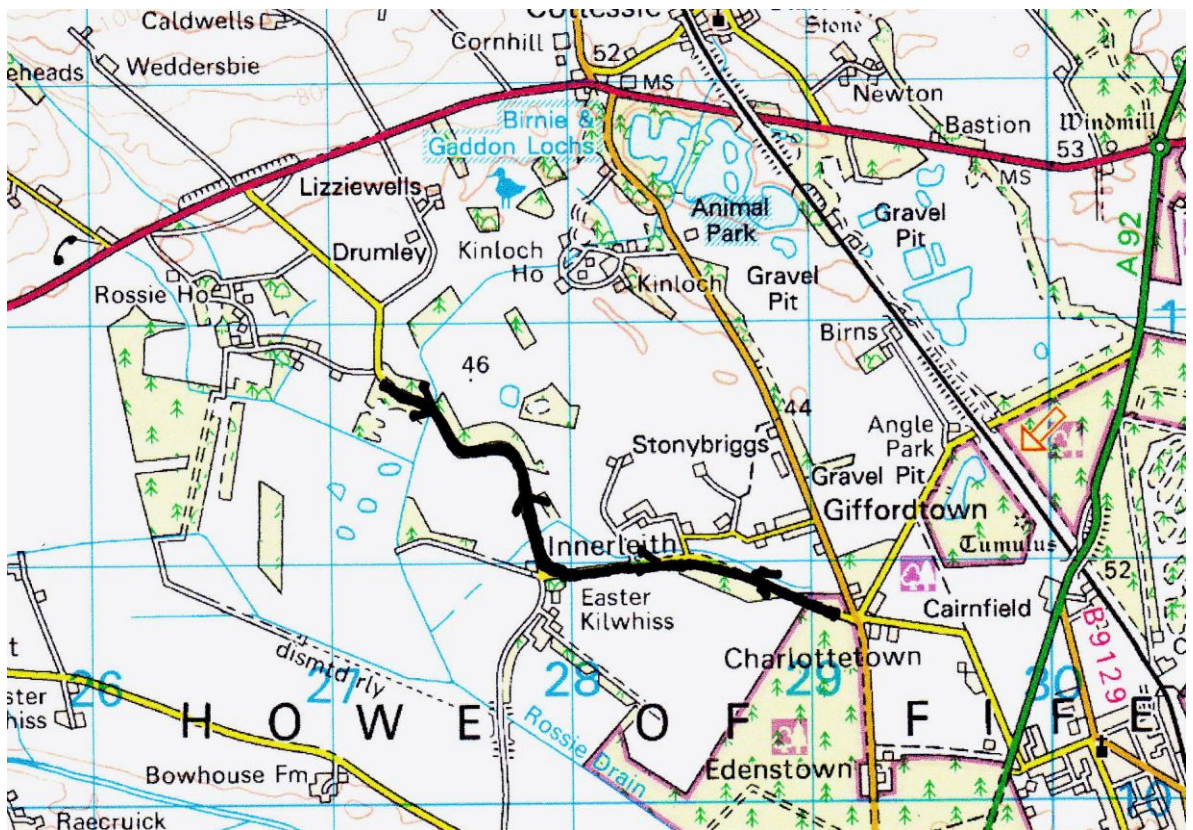 Caldwells
Cornhill
52
MS
Stone
eheads
Weddersbie
Newton
Birnie &
Gaddon Lochs
Bastion
Windmill
53
MS
Lizziewells
Animal
Park
Gravel
Pit
A 92
Drumley
Kinloch
Ho
Kinloch
Gravel
Pit
Rossie Ho
Birns
1
46
44
Angle
Park
Stonybriggs
Gravel Pit
Giffordtown
Tumulus
Innerleith
52
Easter
Kilwhiss
Cairnfield
B9129
dismtd rly
Charlottetown
26
27
28
29
30
ster
hiss
HOWE OF FIFE
Rossie Drain
Bowhouse Fm
Edenstown
10
Raecruick